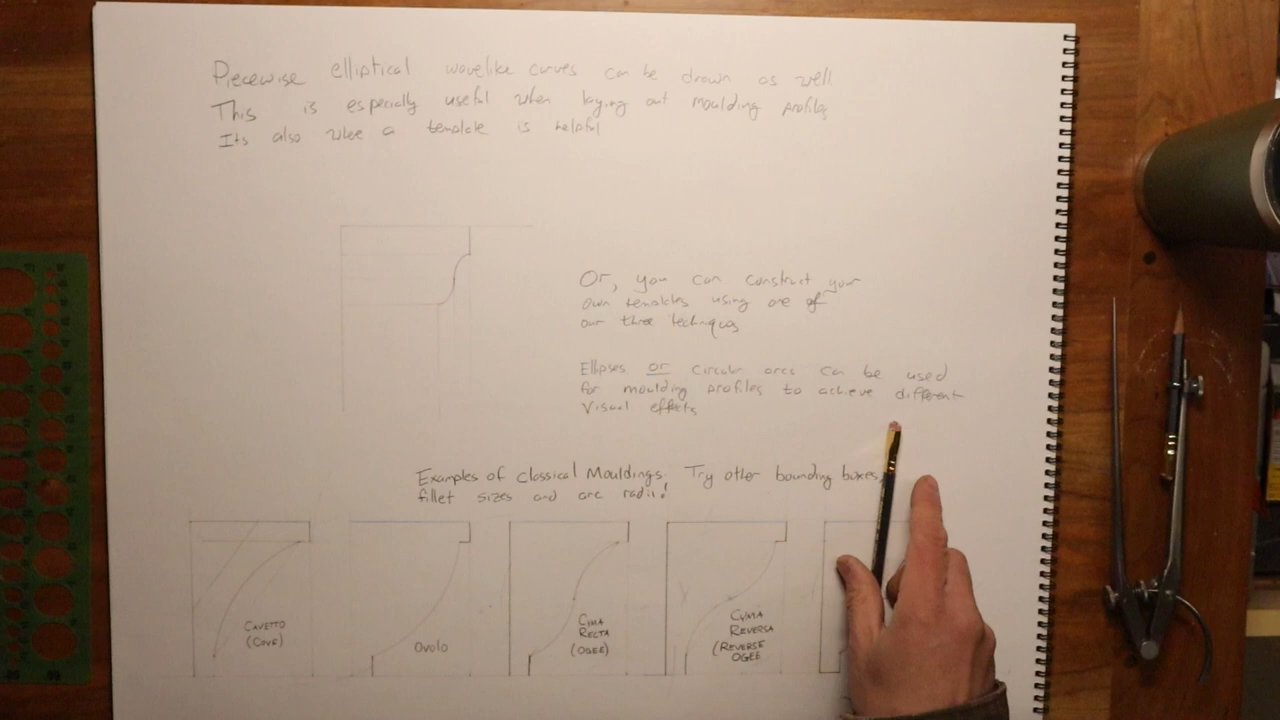 Piecewise elliptical wavelike curves can be drawn as well
This is especially useful when laying out moulding profiles
Its also where a template is helpful
Or, you can construct your
own templates using one of
our three techniques
Ellipses or circular arcs can be used
for moulding profiles to achieve different
visual effects
Examples of classical Mouldings. Try other bounding boxes,
fillet sizes and arc radii!
CAVETTO
(COVE)
OVOLO
CYMA
RECTA
(OGEE)
CYMA
REVERSA
(REVERSE
OGEE